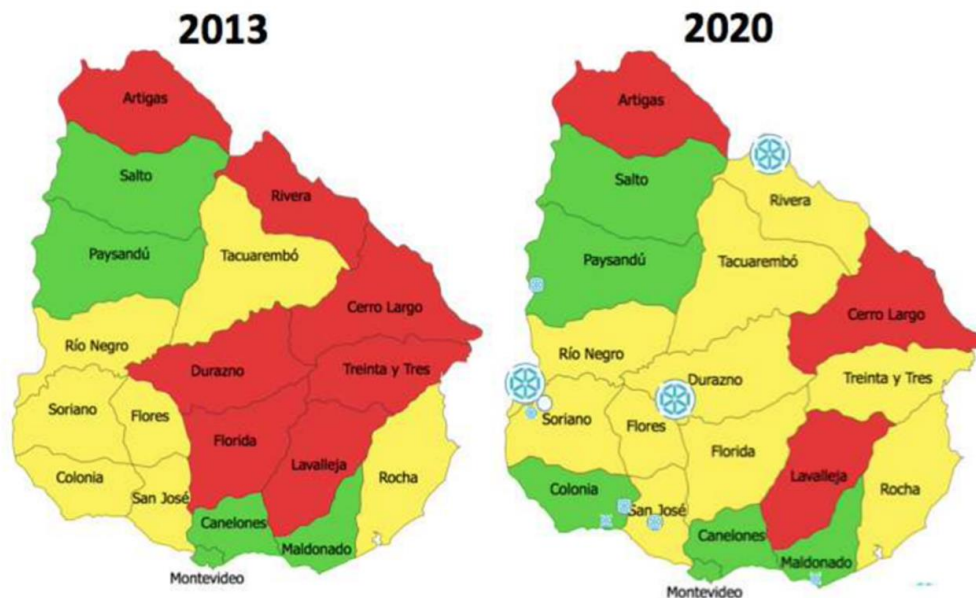 2013
2020
Artigas
Salto
Rivera
Paysandú
Tacuarembó
Cerro Largo
Río Negro
Durazno
Treinta y Tres
Soriano
Flores
Florida
Lavalleja
Colonia
San José
Rocha
Canelones
Maldonado
Montevideo
Artigas
Salto
Rivera
Paysandú
Tacuarembó
Cerro Largo
Río Negro
Durazno
Treinta y Tres
Soriano
Flores
Florida
Lavalleja
Colonia
San José
Rocha
Canelones
Maldonado
Montevideo